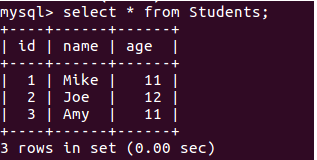 mysql> select * from Students;
+----+------+------+
| id | name | age  |
+----+------+------+
|  1 | Mike |   11 |
|  2 | Joe  |   12 |
|  3 | Amy  |   11 |
+----+------+------+
3 rows in set (0.00 sec)